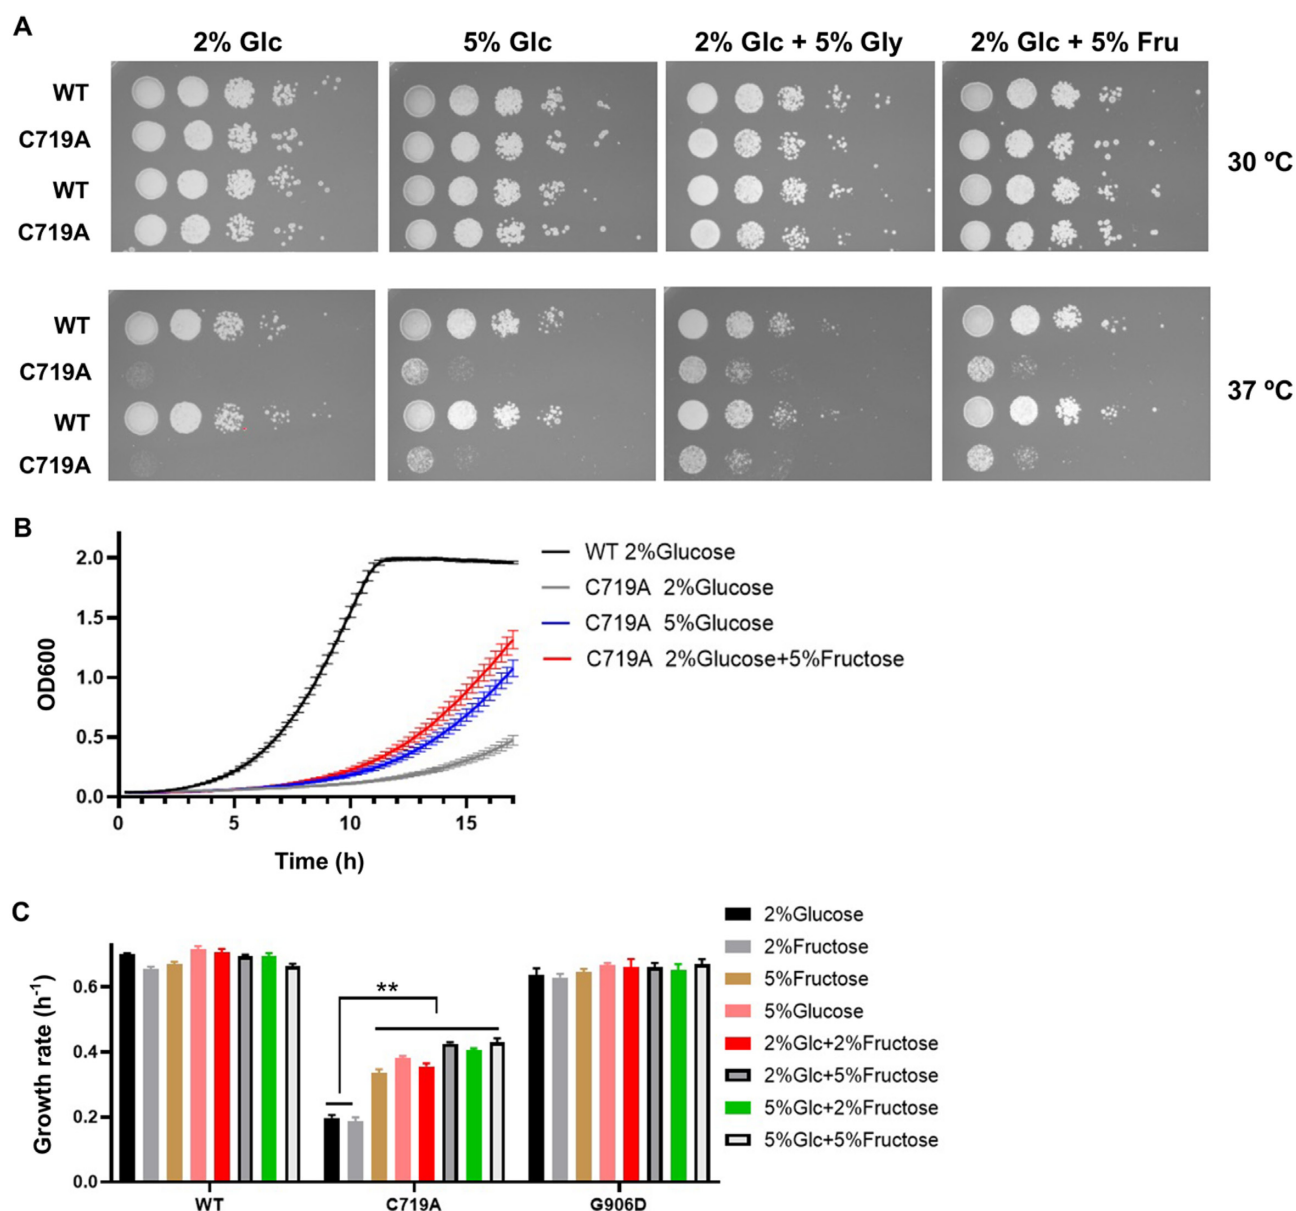 A
2% Glc 5% Glc 2% Glc + 5% Gly 2% Glc + 5% Fru
WT
C719A
WT
C719A
30 ºC
WT
C719A
WT
C719A
37 ºC
B
OD600
2.0
1.5
1.0
0.5
0.0
0 5 10 15
Time (h)
WT 2%Glucose
C719A 2%Glucose
C719A 5%Glucose
C719A 2%Glucose+5%Fructose
C
Growth rate (h-1)
0.6
0.4
0.2
0.0
**
WT C719A G906D
2%Glucose
2%Fructose
5%Fructose
5%Glucose
2%Glc+2%Fructose
2%Glc+5%Fructose
5%Glc+2%Fructose
5%Glc+5%Fructose